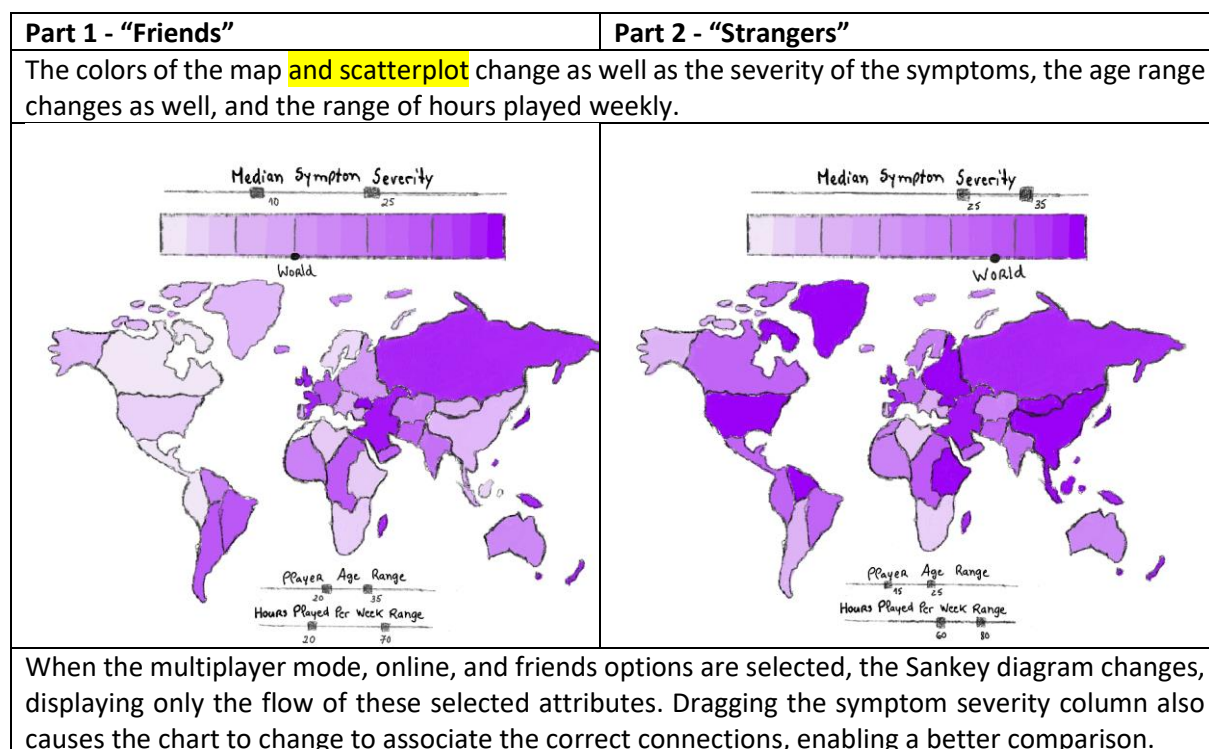 Part 1 - “Friends”
Part 2 - “Strangers”
The colors of the map and scatterplot change as well as the severity of the symptoms, the age range
changes as well, and the range of hours played weekly.
Median Sympton Severity
10 25
World
Player Age Range
20 35
Hours Played Per Week Range
20 70
Median Sympton Severity
25 35
World
Player Age Range
15 25
Hours Played Per Week Range
60 80
When the multiplayer mode, online, and friends options are selected, the Sankey diagram changes,
displaying only the flow of these selected attributes. Dragging the symptom severity column also
causes the chart to change to associate the correct connections, enabling a better comparison.